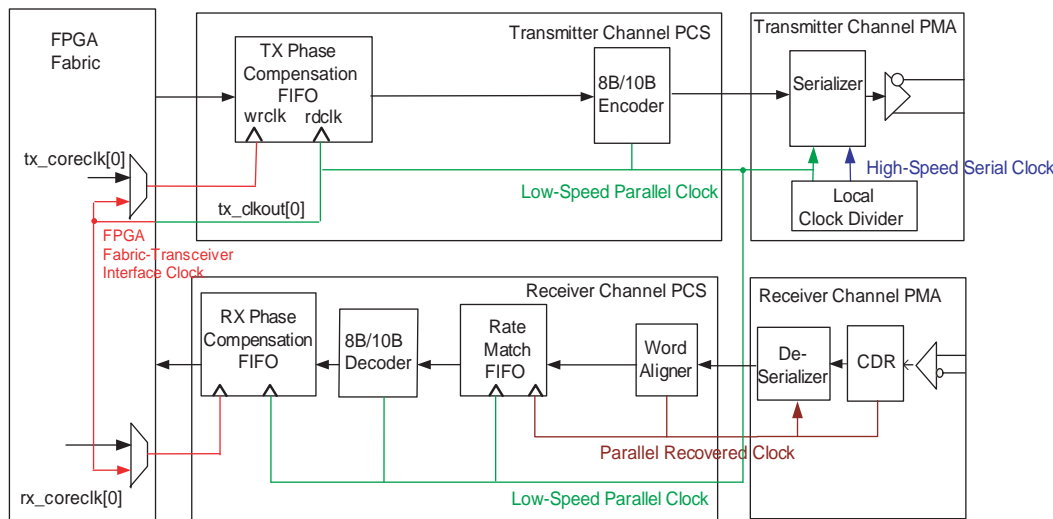 FPGA
Fabric
Transmitter Channel PCS
Transmitter Channel PMA
TX Phase
Compensation
FIFO
wrclk
rdclk
8B/10B
Encoder
Serializer
tx_coreclk[0]
High-Speed Serial Clock
Low-Speed Parallel Clock
Local
Clock Divider
tx_clkout[0]
FPGA
Fabric-Transceiver
Interface Clock
Receiver Channel PCS
Receiver Channel PMA
RX Phase
Compensation
FIFO
8B/10B
Decoder
Rate
Match
FIFO
Word
Aligner
De-
Serializer
CDR
Parallel Recovered Clock
rx_coreclk[0]
Low-Speed Parallel Clock